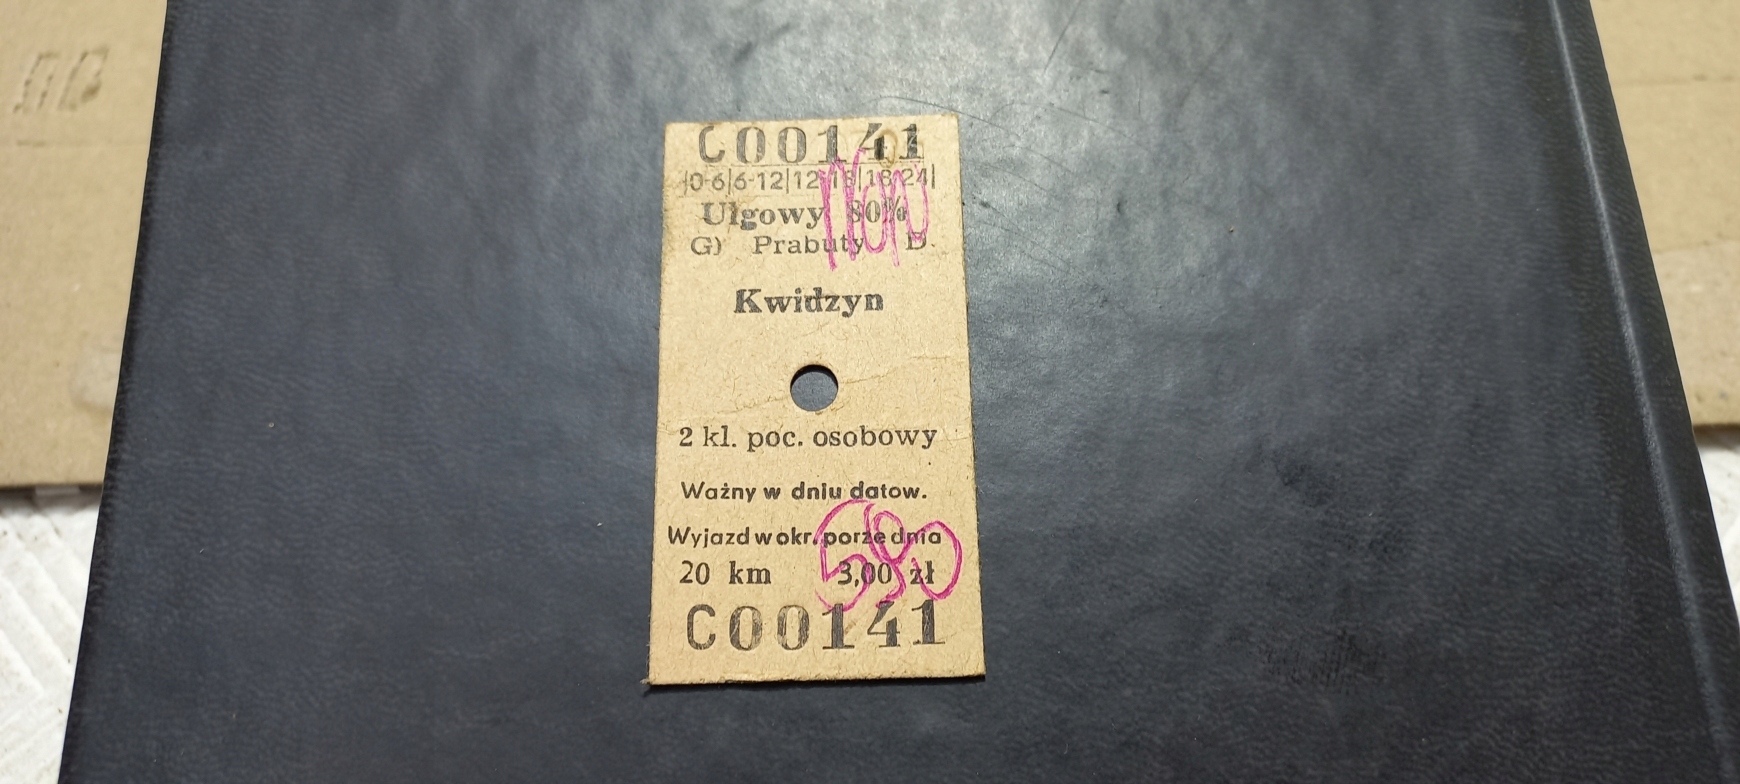 C00141
|0-6|6-12|12-18|18-24|
Ulgowy 80%
G) Prabuty D
Kwidzyn
2 kl. poc. osobowy
Ważny w dniu datow.
Wyjazd w okr. porze dnia
20 km 3,00 zł
C00141